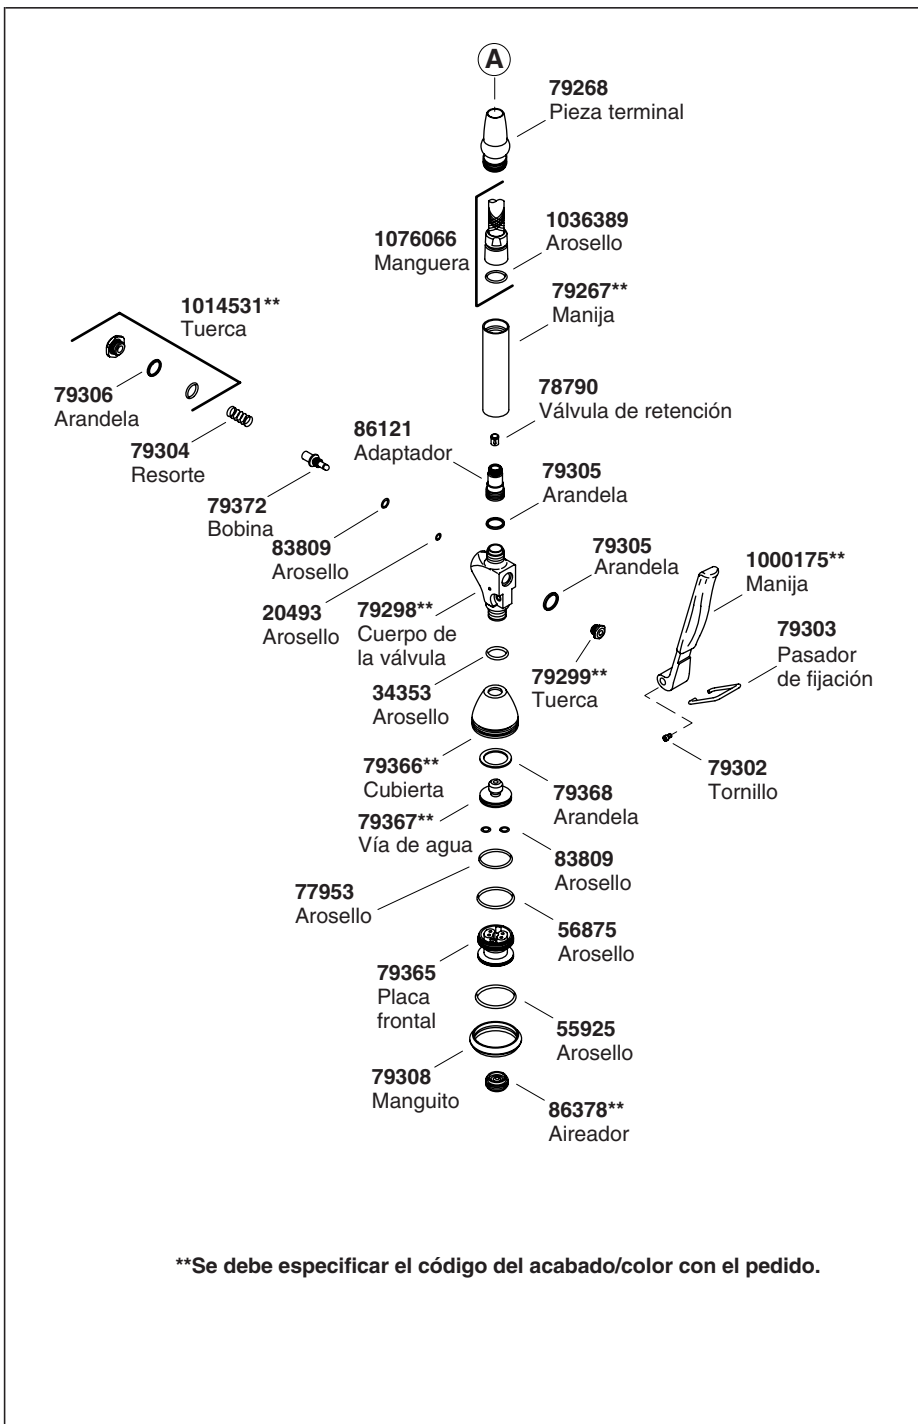 A
79268
Pieza terminal
1036389
Arosello
1076066
Manguera
79267**
Manija
1014531**
Tuerca
79306
Arandela
78790
Válvula de retención
86121
Adaptador
79304
Resorte
79305
Arandela
79372
Bobina
83809
Arosello
79305
Arandela
1000175**
Manija
20493
Arosello
79298**
Cuerpo de
la válvula
79303
Pasador
de fijación
79299**
Tuerca
34353
Arosello
79366**
Cubierta
79302
Tornillo
79368
Arandela
79367**
Vía de agua
83809
Arosello
77953
Arosello
56875
Arosello
79365
Placa
frontal
55925
Arosello
79308
Manguito
86378**
Aireador
**Se debe especificar el código del acabado/color con el pedido.